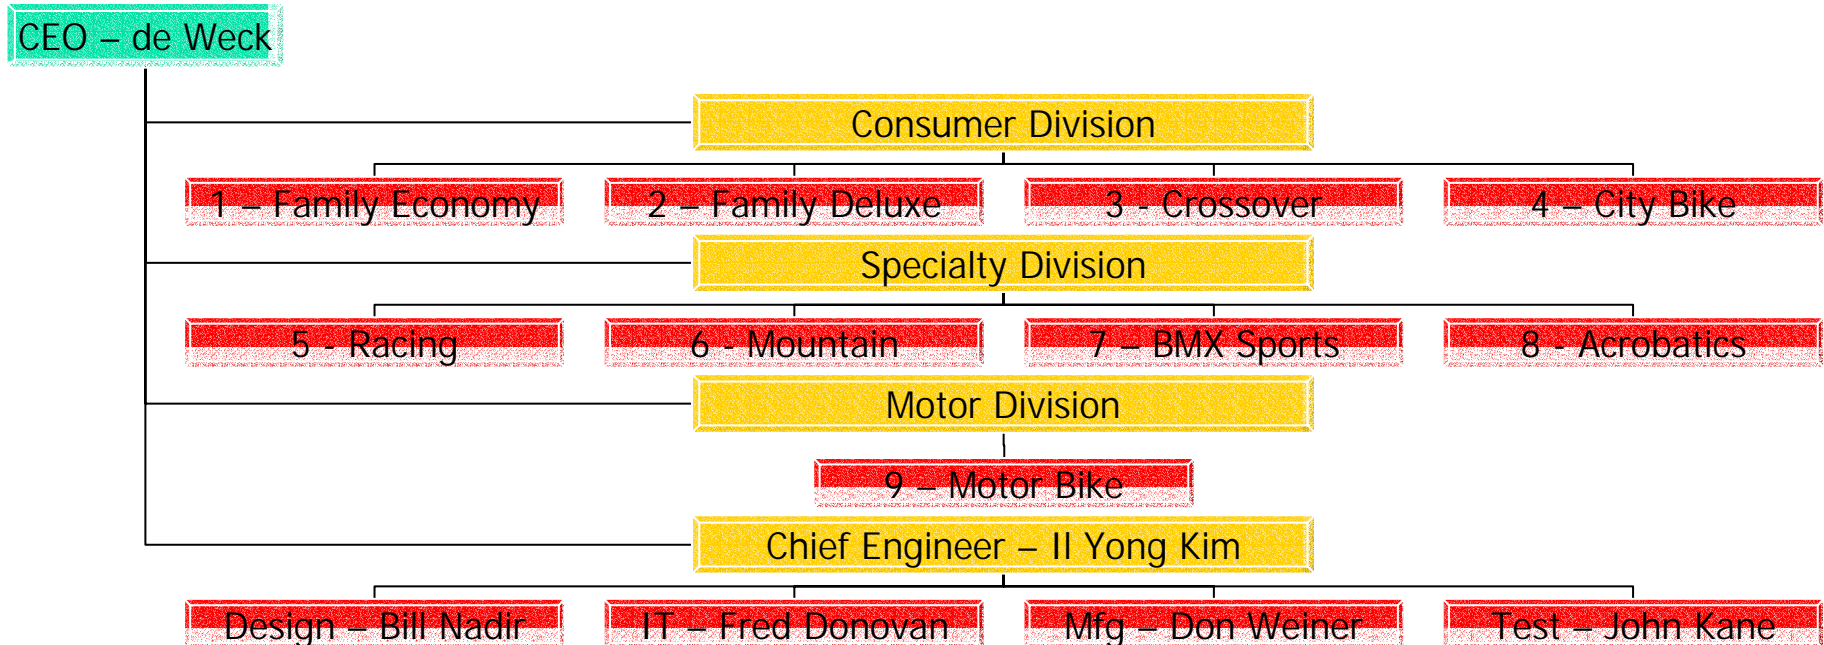 CEO – de Weck
Consumer Division
1 – Family Economy
2 – Family Deluxe
3 - Crossover
4 – City Bike
Specialty Division
5 - Racing
6 - Mountain
7 – BMX Sports
8 - Acrobatics
Motor Division
9 – Motor Bike
Chief Engineer – Il Yong Kim
Design – Bill Nadir
IT – Fred Donovan
Mfg – Don Weiner
Test – John Kane